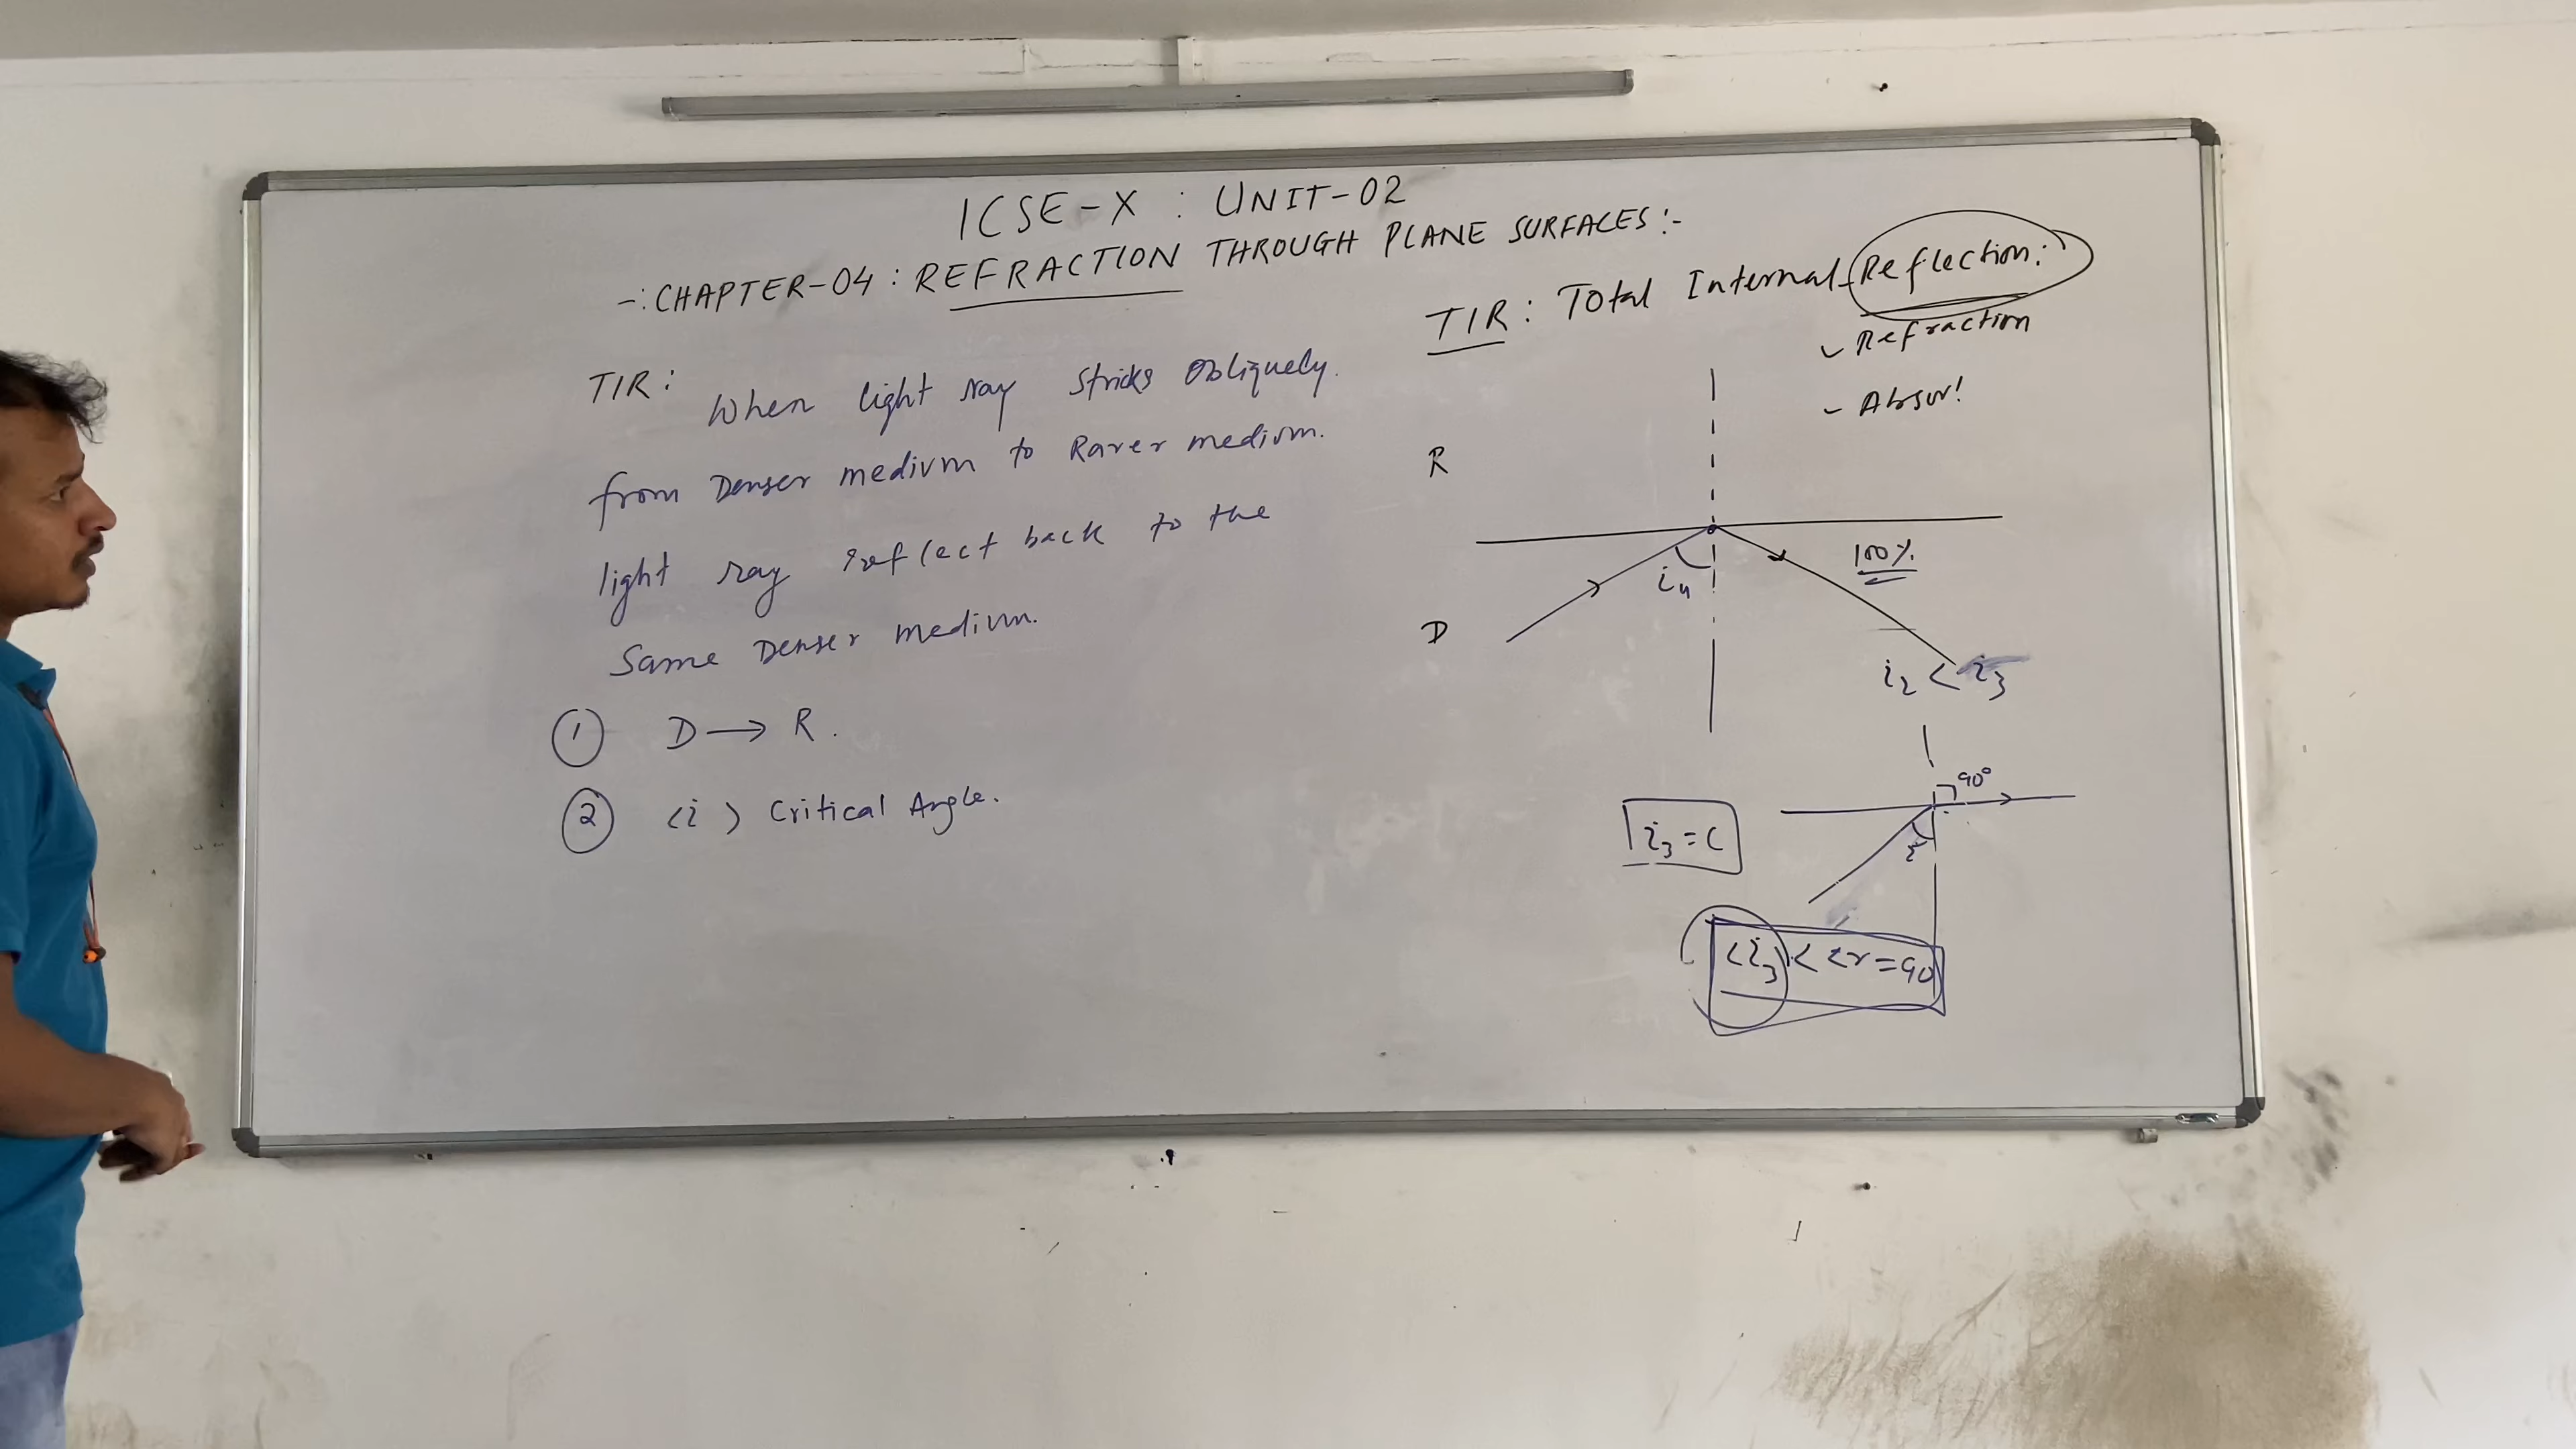 ICSE-X : UNIT-02
-:CHAPTER-04: REFRACTION THROUGH PLANE SURFACES:-
TIR: When light ray stricks Obliquely.
from Denser medium to Rarer medium.
light ray reflect back to the
Same Denser medium.
① D → R.
② <i > Critical Angle.
TIR: Total Internal Reflection:
- Refraction
- Absor!
R
D
i4
100%
i2 < i3
90°
i3 = C
<i3 < <r = 90